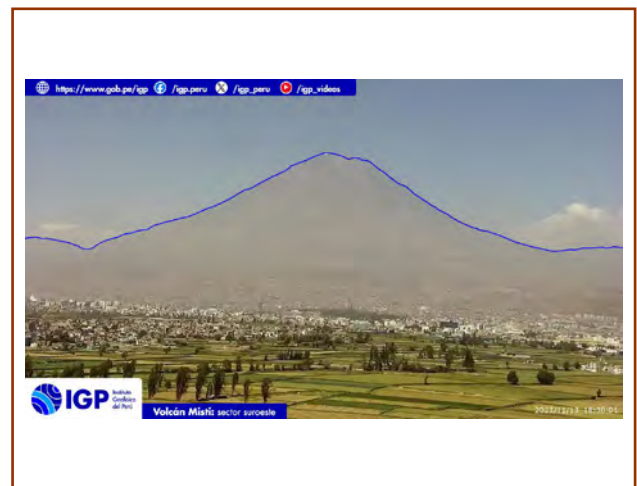 https://www.gob.pe/igp /igp.peru /igp_peru /igp_videos
IGP
Instituto
Geofísico
del Perú
Volcán Misti: sector suroeste